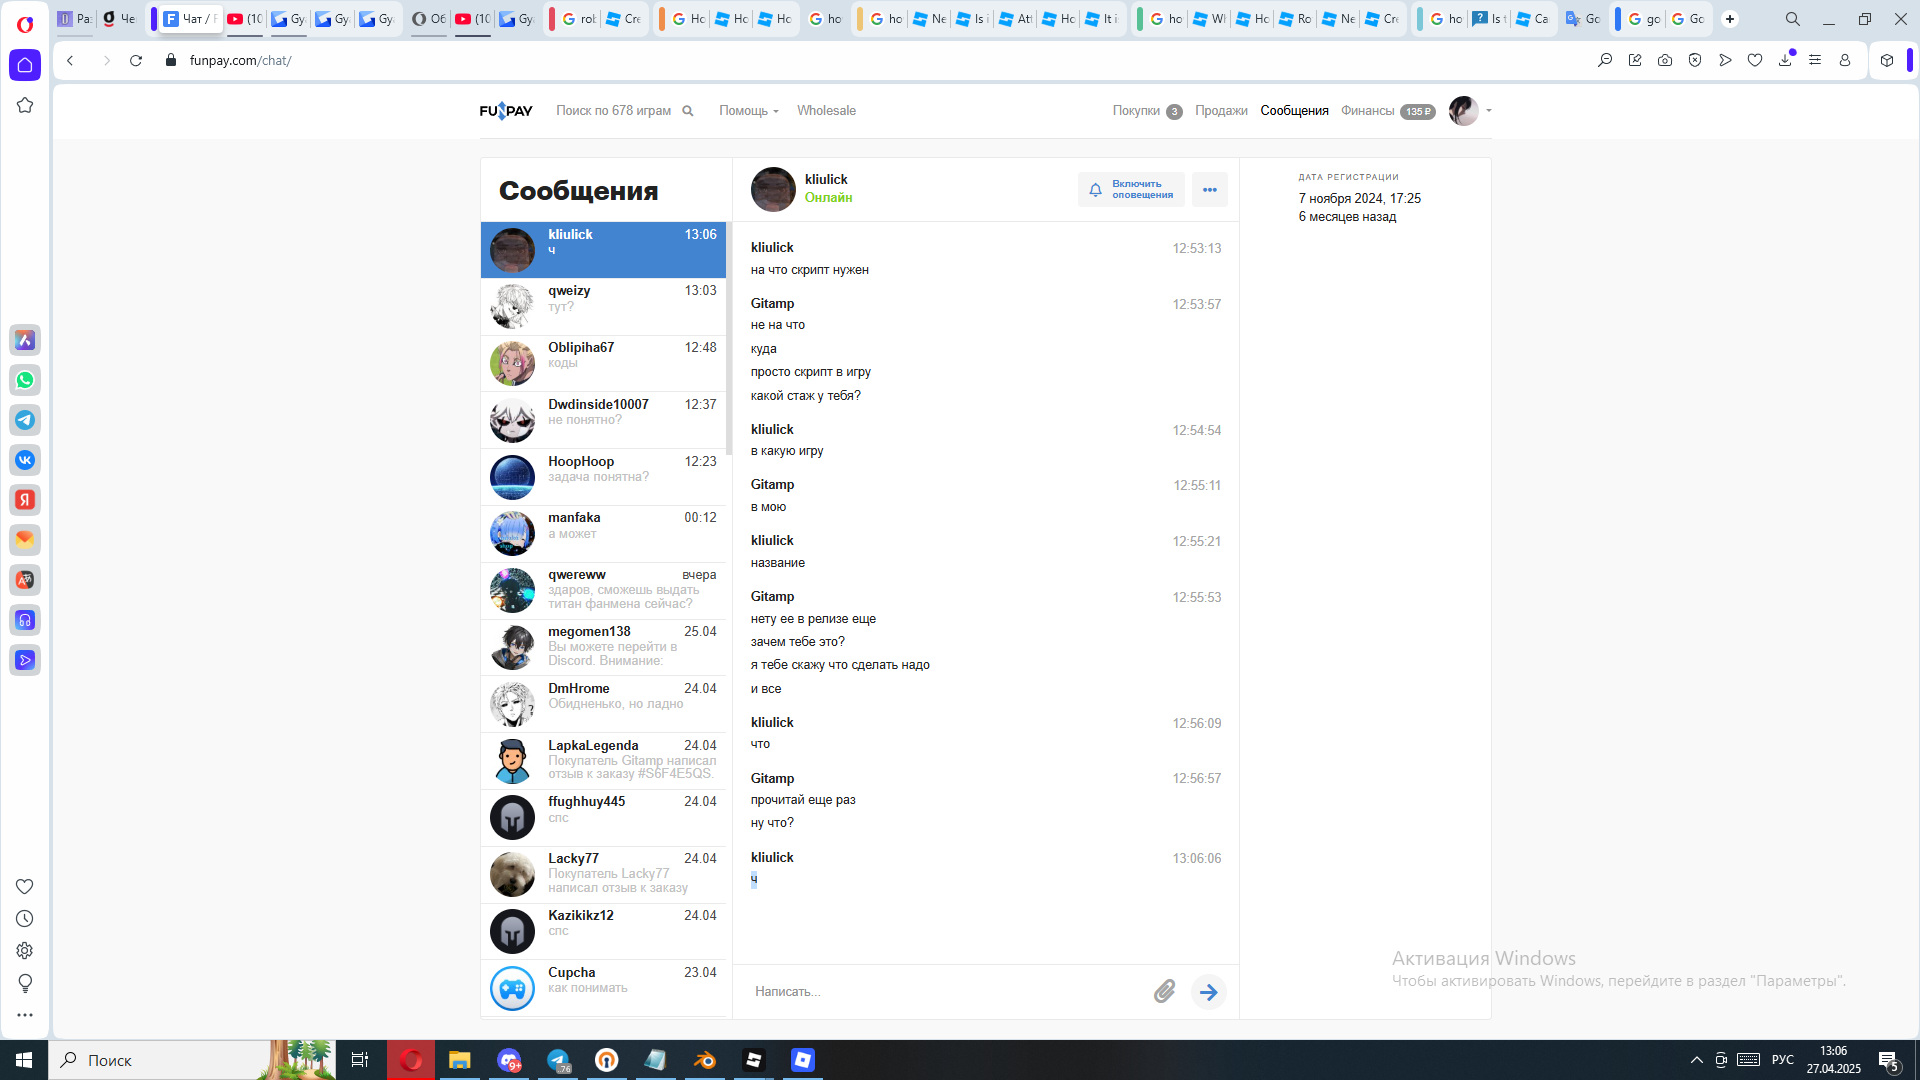 Pa:
Че
Чат / F
(10
Gy
Gy
Gy
Об
(10
Gy
rob
Cre
Ho
Ho
Ho
ho
ho
Ne
Is i
Att
Ho
It i
ho
Wl
Ho
Ro
Ne
Cre
ho
Is t
Ca
Go
go
Go
funpay.com/chat/
FUNPAY
Поиск по 678 играм
Помощь
Wholesale
Покупки 3
Продажи
Сообщения
Финансы 135 ₽
Сообщения
kliulick 13:06
ч
qweizy 13:03
тут?
Oblipiha67 12:48
коды
Dwdinside10007 12:37
не понятно?
HoopHoop 12:23
задача понятна?
manfaka 00:12
а может
qwereww вчера
здаров, сможешь выдать
титан фанмена сейчас?
megomen138 25.04
Вы можете перейти в
Discord. Внимание:
DmHrome 24.04
Обидненько, но ладно
LapkaLegenda 24.04
Покупатель Gitamp написал
отзыв к заказу #S6F4E5QS.
ffughhuy445 24.04
спс
Lacky77 24.04
Покупатель Lacky77
написал отзыв к заказу
Kazikikz12 24.04
спс
Cupcha 23.04
как понимать
kliulick
Онлайн
Включить
оповещения
kliulick 12:53:13
на что скрипт нужен
Gitamp 12:53:57
не на что
куда
просто скрипт в игру
какой стаж у тебя?
kliulick 12:54:54
в какую игру
Gitamp 12:55:11
в мою
kliulick 12:55:21
название
Gitamp 12:55:53
нету ее в релизе еще
зачем тебе это?
я тебе скажу что сделать надо
и все
kliulick 12:56:09
что
Gitamp 12:56:57
прочитай еще раз
ну что?
kliulick 13:06:06
ч
Написать...
ДАТА РЕГИСТРАЦИИ
7 ноября 2024, 17:25
6 месяцев назад
Активация Windows
Чтобы активировать Windows, перейдите в раздел "Параметры".
Поиск
9+
76
РУС
13:06
27.04.2025
5